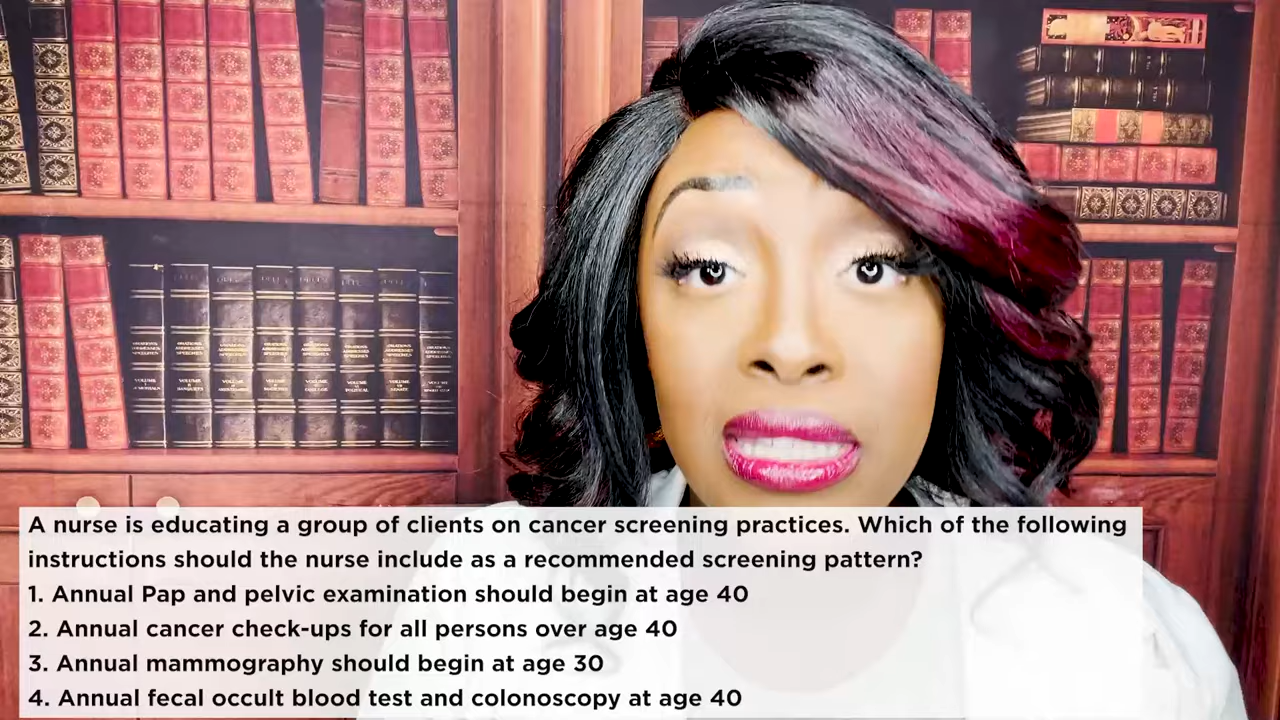 A nurse is educating a group of clients on cancer screening practices. Which of the following
instructions should the nurse include as a recommended screening pattern?
1. Annual Pap and pelvic examination should begin at age 40
2. Annual cancer check-ups for all persons over age 40
3. Annual mammography should begin at age 30
4. Annual fecal occult blood test and colonoscopy at age 40